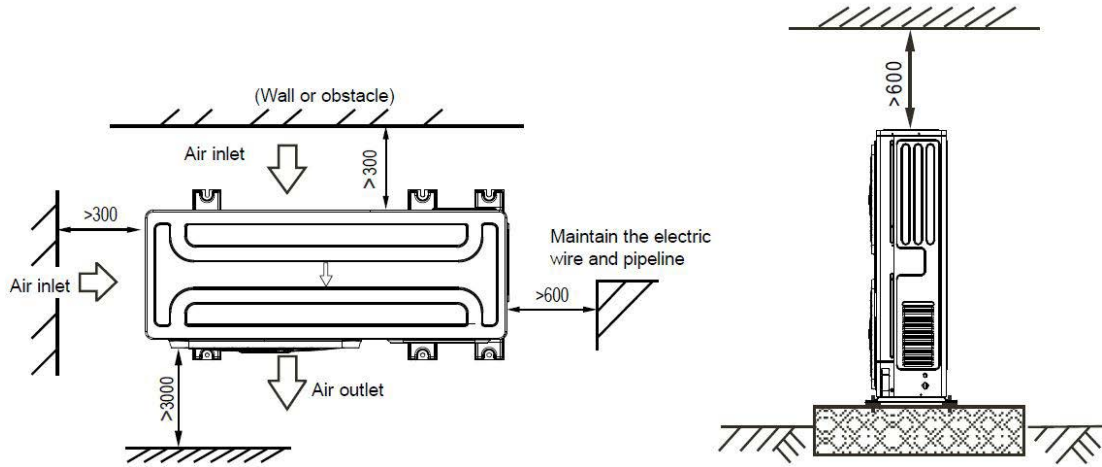 (Wall or obstacle)
Air inlet
>300
>300
Air inlet
Maintain the electric
wire and pipeline
>600
>3000
Air outlet
>600